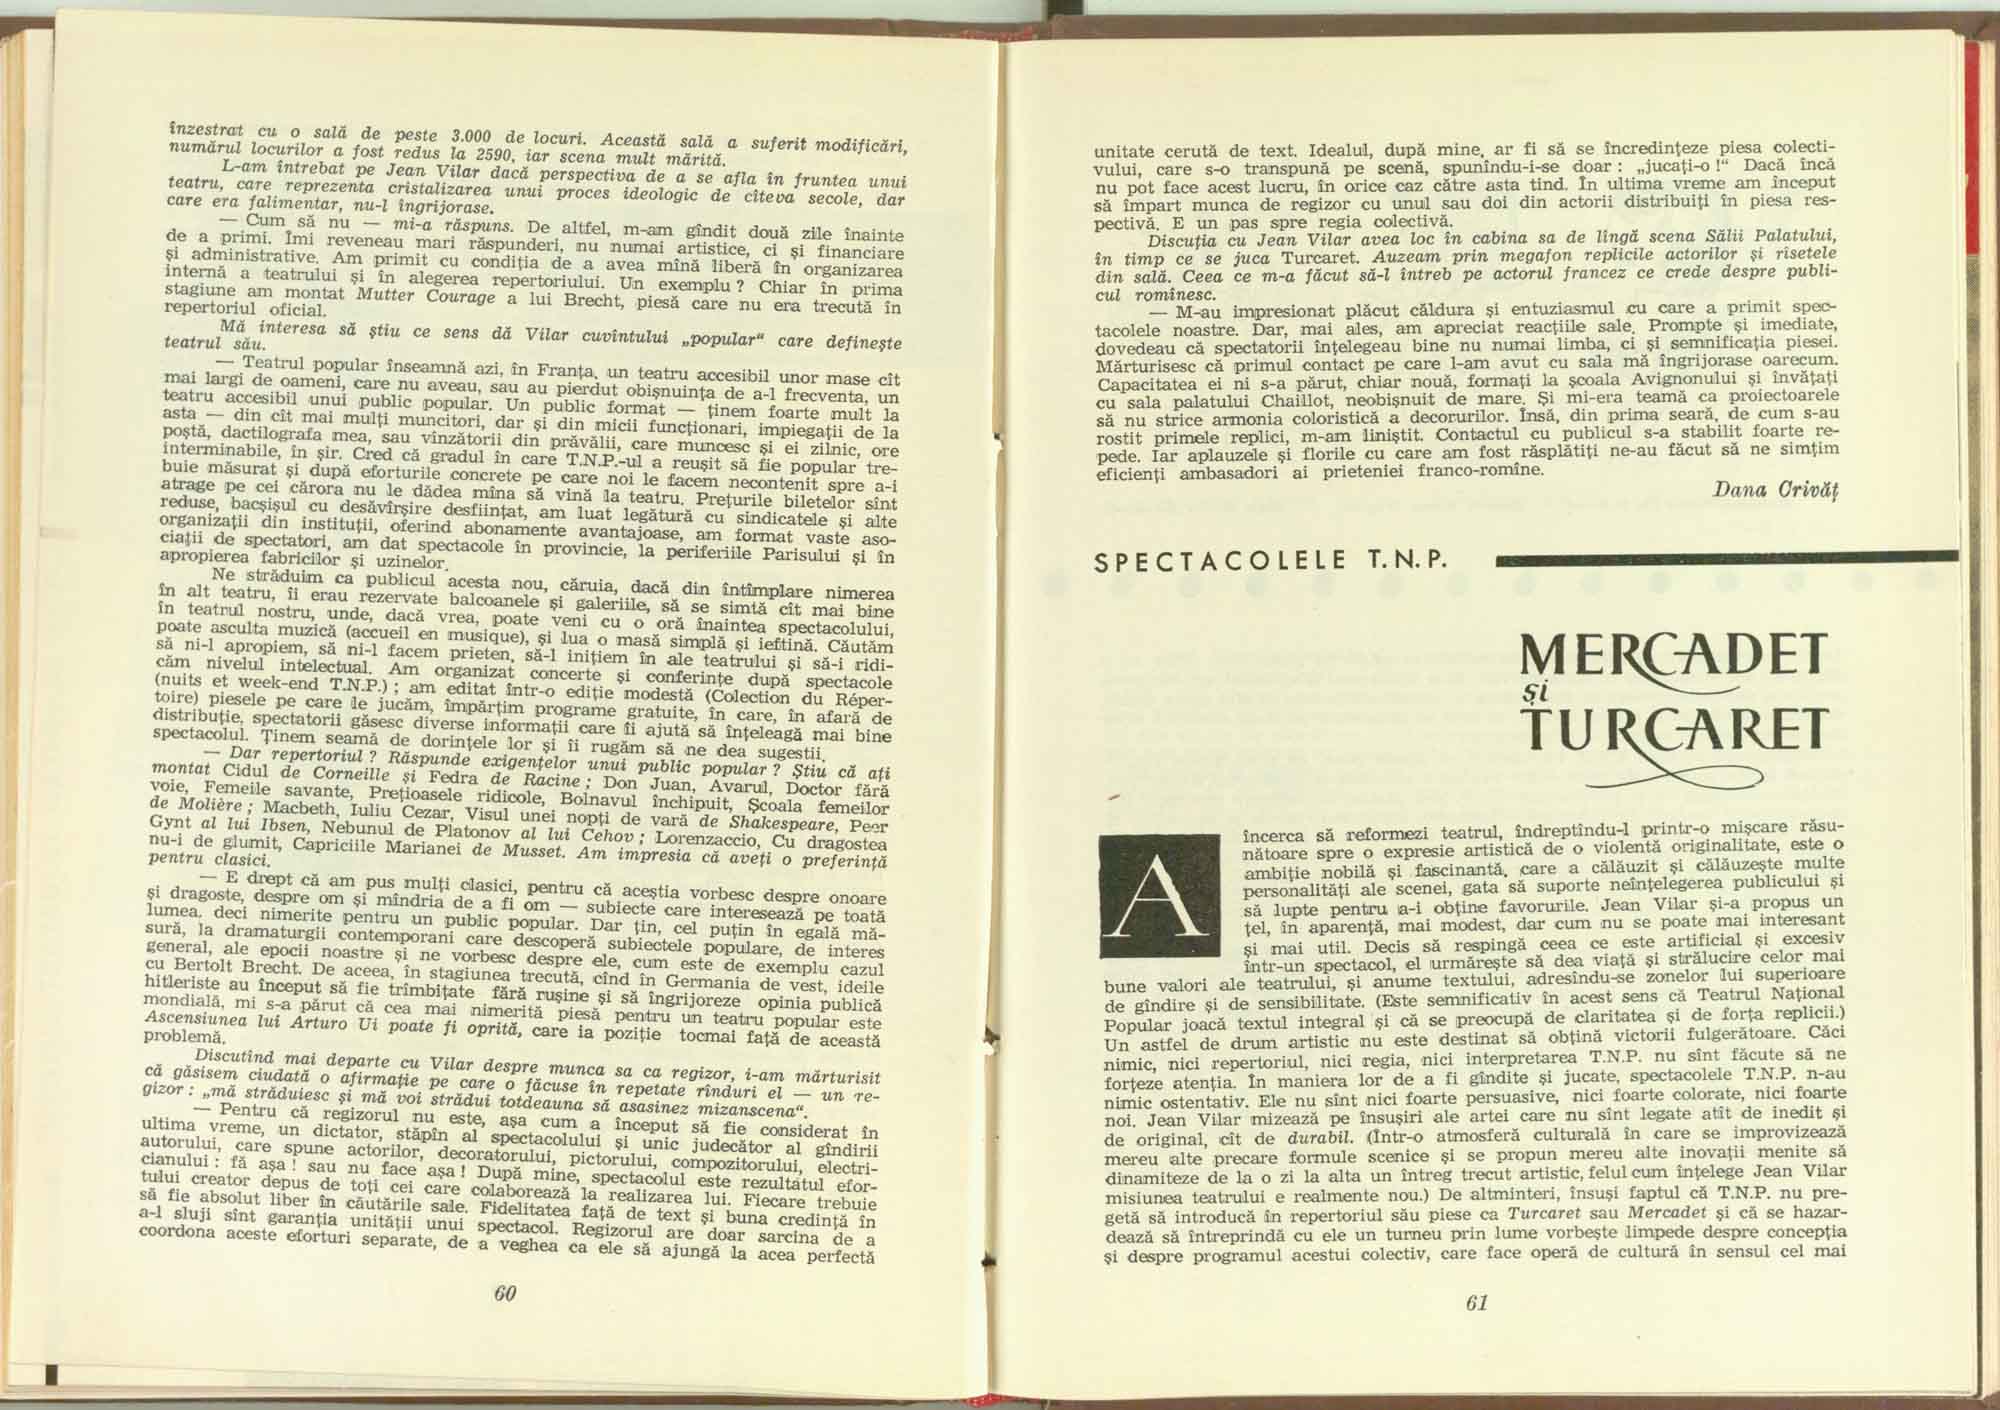 înzestrat cu o sală de peste 3.000 de locuri. Această sală a suferit modificări,
numărul locurilor a fost redus la 2590, iar scena mult mărită.
L-am întrebat pe Jean Vilar dacă perspectiva de a se afla în fruntea unui
teatru, care reprezenta cristalizarea unui proces ideologic de cîteva secole, dar
care era falimentar, nu-l îngrijorase.
— Cum să nu — mi-a răspuns. De altfel, m-am gîndit două zile înainte
de a primi. Îmi reveneau mari răspunderi, nu numai artistice, ci și financiare
și administrative. Am primit cu condiția de a avea mînă liberă în organizarea
internă a teatrului și în alegerea repertoriului. Un exemplu ? Chiar în prima
stagiune am montat Mutter Courage a lui Brecht, piesă care nu era trecută în
repertoriul oficial.
Mă interesa să știu ce sens dă Vilar cuvîntului „popular“ care definește
teatrul său.
— Teatrul popular înseamnă azi, în Franța, un teatru accesibil unor mase cît
mai largi de oameni, care nu aveau, sau au pierdut obișnuința de a-l frecventa, un
teatru accesibil unui public popular. Un public format — ținem foarte mult la
asta — din cît mai mulți muncitori, dar și din micii funcționari, impiegații de la
poștă, dactilografa mea, sau vînzătorii din prăvălii, care muncesc și ei zilnic, ore
interminabile, în șir. Cred că gradul în care T.N.P.-ul a reușit să fie popular tre-
buie măsurat și după eforturile concrete pe care noi le facem necontenit spre a-i
atrage pe cei cărora nu le dădea mîna să vină la teatru. Prețurile biletelor sînt
reduse, bacșișul cu desăvîrșire desființat, am luat legătură cu sindicatele și alte
organizații din instituții, oferind abonamente avantajoase, am format vaste aso-
ciații de spectatori, am dat spectacole în provincie, la periferiile Parisului și în
apropierea fabricilor și uzinelor.
Ne străduim ca publicul acesta nou, căruia, dacă din întîmplare nimerea
în alt teatru, îi erau rezervate balcoanele și galeriile, să se simtă cît mai bine
în teatrul nostru, unde, dacă vrea, poate veni cu o oră înaintea spectacolului,
poate asculta muzică (accueil en musique), și lua o masă simplă și ieftină. Căutăm
să ni-l apropiem, să ni-l facem prieten, să-l inițiem în ale teatrului și să-i ridi-
căm nivelul intelectual. Am organizat concerte și conferințe după spectacole
(nuits et week-end T.N.P.) ; am editat într-o ediție modestă (Colection du Réper-
toire) piesele pe care le jucăm, împărțim programe gratuite, în care, în afară de
distribuție, spectatorii găsesc diverse informații care îi ajută să înțeleagă mai bine
spectacolul. Ținem seamă de dorințele lor și îi rugăm să ne dea sugestii.
— Dar repertoriul ? Răspunde exigențelor unui public popular ? Știu că ați
montat Cidul de Corneille și Fedra de Racine ; Don Juan, Avarul, Doctor fără
voie, Femeile savante, Prețioasele ridicole, Bolnavul închipuit, Școala femeilor
de Molière ; Macbeth, Iuliu Cezar, Visul unei nopți de vară de Shakespeare, Peer
Gynt al lui Ibsen, Nebunul de Platonov al lui Cehov ; Lorenzaccio, Cu dragostea
nu-i de glumit, Capriciile Marianei de Musset. Am impresia că aveți o preferință
pentru clasici.
— E drept că am pus mulți clasici, pentru că aceștia vorbesc despre onoare
și dragoste, despre om și mîndria de a fi om — subiecte care interesează pe toată
lumea, deci nimerite pentru un public popular. Dar țin, cel puțin în egală mă-
sură, la dramaturgii contemporani care descoperă subiectele populare, de interes
general, ale epocii noastre și ne vorbesc despre ele, cum este de exemplu cazul
cu Bertolt Brecht. De aceea, în stagiunea trecută, cînd în Germania de vest, ideile
hitleriste au început să fie trîmbițate fără rușine și să îngrijoreze opinia publică
mondială, mi s-a părut că cea mai nimerită piesă pentru un teatru popular este
Ascensiunea lui Arturo Ui poate fi oprită, care ia poziție tocmai față de această
problemă.
Discutînd mai departe cu Vilar despre munca sa ca regizor, i-am mărturisit
că găsisem ciudată o afirmație pe care o făcuse în repetate rînduri el — un re-
gizor : „mă străduiesc și mă voi strădui totdeauna să asasinez mizanscena“.
— Pentru că regizorul nu este, așa cum a început să fie considerat în
ultima vreme, un dictator, stăpîn al spectacolului și unic judecător al gîndirii
autorului, care spune actorilor, decoratorului, pictorului, compozitorului, electri-
cianului : fă așa ! sau nu face așa ! După mine, spectacolul este rezultatul efor-
tului creator depus de toți cei care colaborează la realizarea lui. Fiecare trebuie
să fie absolut liber în căutările sale. Fidelitatea față de text și buna credință în
a-l sluji sînt garanția unității unui spectacol. Regizorul are doar sarcina de a
coordona aceste eforturi separate, de a veghea ca ele să ajungă la acea perfectă
60
unitate cerută de text. Idealul, după mine, ar fi să se încredințeze piesa colecti-
vului, care s-o transpună pe scenă, spunîndu-i-se doar : „jucați-o !“ Dacă încă
nu pot face acest lucru, în orice caz către asta tind. În ultima vreme am început
să împart munca de regizor cu unul sau doi din actorii distribuiți în piesa res-
pectivă. E un pas spre regia colectivă.
Discuția cu Jean Vilar avea loc în cabina sa de lîngă scena Sălii Palatului,
în timp ce se juca Turcaret. Auzeam prin megafon replicile actorilor și risetele
din sală. Ceea ce m-a făcut să-l întreb pe actorul francez ce crede despre publi-
cul romînesc.
— M-au impresionat plăcut căldura și entuziasmul cu care a primit spec-
tacolele noastre. Dar, mai ales, am apreciat reacțiile sale. Prompte și imediate,
dovedeau că spectatorii înțelegeau bine nu numai limba, ci și semnificația piesei.
Mărturisesc că primul contact pe care l-am avut cu sala mă îngrijorase oarecum.
Capacitatea ei ni s-a părut, chiar nouă, formați la școala Avignonului și învățați
cu sala palatului Chaillot, neobișnuit de mare. Și mi-era teamă ca proiectoarele
să nu strice armonia coloristică a decorurilor. Însă, din prima seară, de cum s-au
rostit primele replici, m-am liniștit. Contactul cu publicul s-a stabilit foarte re-
pede. Iar aplauzele și florile cu care am fost răsplătiți ne-au făcut să ne simțim
eficienți ambasadori ai prieteniei franco-romîne.
Dana Crivăț
SPECTACOLELE T.N.P.
MERCADET
și
TURCARET
A încerca să reformezi teatrul, îndreptîndu-l printr-o mișcare răsu-
nătoare spre o expresie artistică de o violentă originalitate, este o
ambiție nobilă și fascinantă, care a călăuzit și călăuzește multe
personalități ale scenei, gata să suporte neînțelegerea publicului și
să lupte pentru a-i obține favorurile. Jean Vilar și-a propus un
țel, în aparență, mai modest, dar cum nu se poate mai interesant
și mai util. Decis să respingă ceea ce este artificial și excesiv
într-un spectacol, el urmărește să dea viață și strălucire celor mai
bune valori ale teatrului, și anume textului, adresîndu-se zonelor lui superioare
de gîndire și de sensibilitate. (Este semnificativ în acest sens că Teatrul Național
Popular joacă textul integral și că se preocupă de claritatea și de forța replicii.)
Un astfel de drum artistic nu este destinat să obțină victorii fulgerătoare. Căci
nimic, nici repertoriul, nici regia, nici interpretarea T.N.P. nu sînt făcute să ne
forțeze atenția. În maniera lor de a fi gîndite și jucate, spectacolele T.N.P. n-au
nimic ostentativ. Ele nu sînt nici foarte persuasive, nici foarte colorate, nici foarte
noi. Jean Vilar mizează pe însușiri ale artei care nu sînt legate atît de inedit și
de original, cît de durabil. (Într-o atmosferă culturală în care se improvizează
mereu alte precare formule scenice și se propun mereu alte inovații menite să
dinamiteze de la o zi la alta un întreg trecut artistic, felul cum înțelege Jean Vilar
misiunea teatrului e realmente nou.) De altminteri, însuși faptul că T.N.P. nu pre-
getă să introducă în repertoriul său piese ca Turcaret sau Mercadet și că se hazar-
dează să întreprindă cu ele un turneu prin lume vorbește limpede despre concepția
și despre programul acestui colectiv, care face operă de cultură în sensul cel mai
61